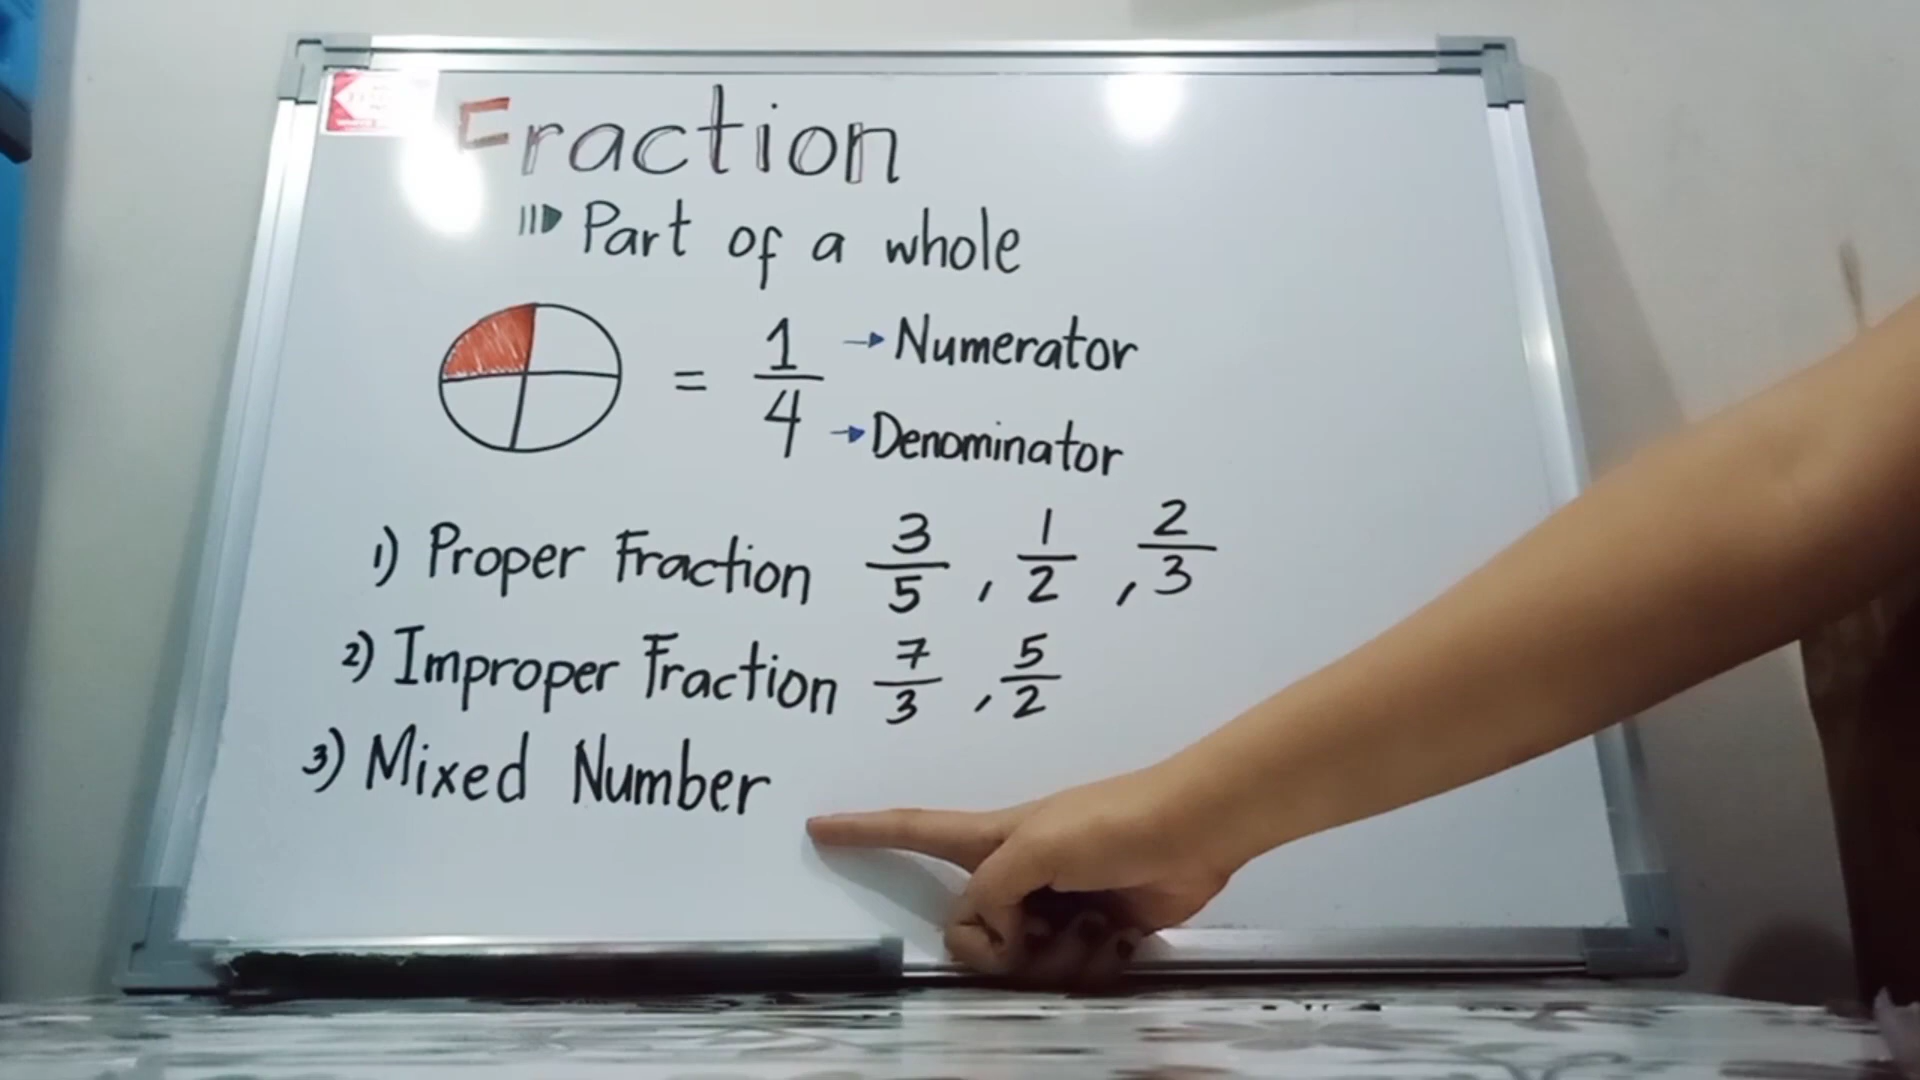 Fraction
Part of a whole
= 1/4 → Numerator
→ Denominator
1) Proper Fraction 3/5, 1/2, 2/3
2) Improper Fraction 7/3, 5/2
3) Mixed Number